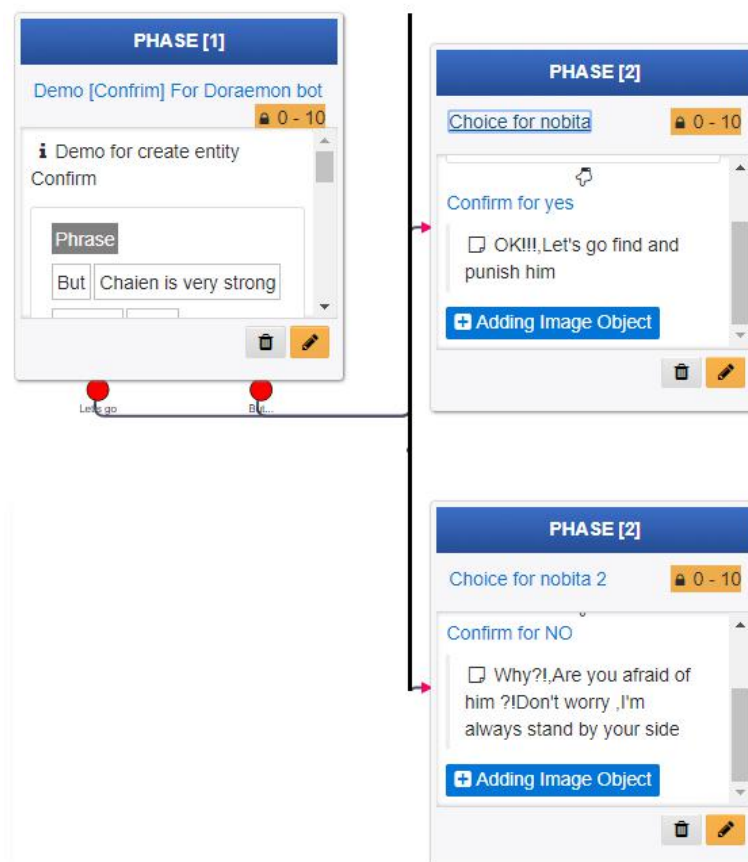 PHASE [1]
Demo [Confrim] For Doraemon bot
0 - 10
Demo for create entity
Confirm
Phrase
But Chaien is very strong
Let's go
But...
PHASE [2]
Choice for nobita
0 - 10
Confirm for yes
OK!!!,Let's go find and
punish him
Adding Image Object
PHASE [2]
Choice for nobita 2
0 - 10
Confirm for NO
Why?!,Are you afraid of
him ?!Don't worry ,I'm
always stand by your side
Adding Image Object